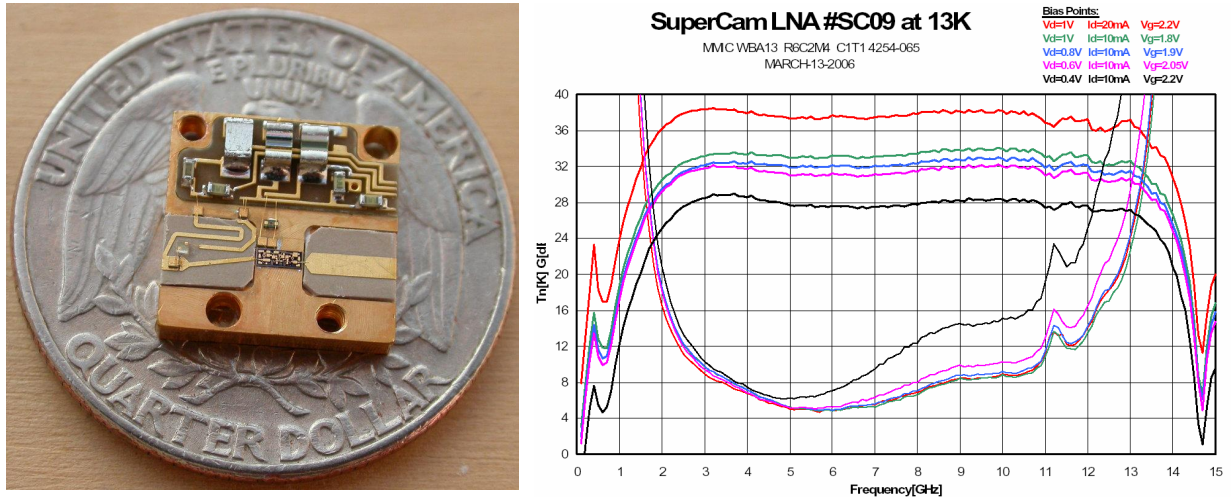 UNITED STATES OF AMERICA
E PLURIBUS
UNUM
QUARTER DOLLAR
SuperCam LNA #SC09 at 13K
MMIC WBA13 R6C2M4 C1T1 4254-065
MARCH-13-2006
Bias Points:
Vd=1V Id=20mA Vg=2.2V
Vd=1V Id=10mA Vg=1.8V
Vd=0.8V Id=10mA Vg=1.9V
Vd=0.6V Id=10mA Vg=2.05V
Vd=0.4V Id=10mA Vg=2.2V
Tn[K] G[d
40
36
32
28
24
20
16
12
8
4
0
0 1 2 3 4 5 6 7 8 9 10 11 12 13 14 15
Frequency[GHz]